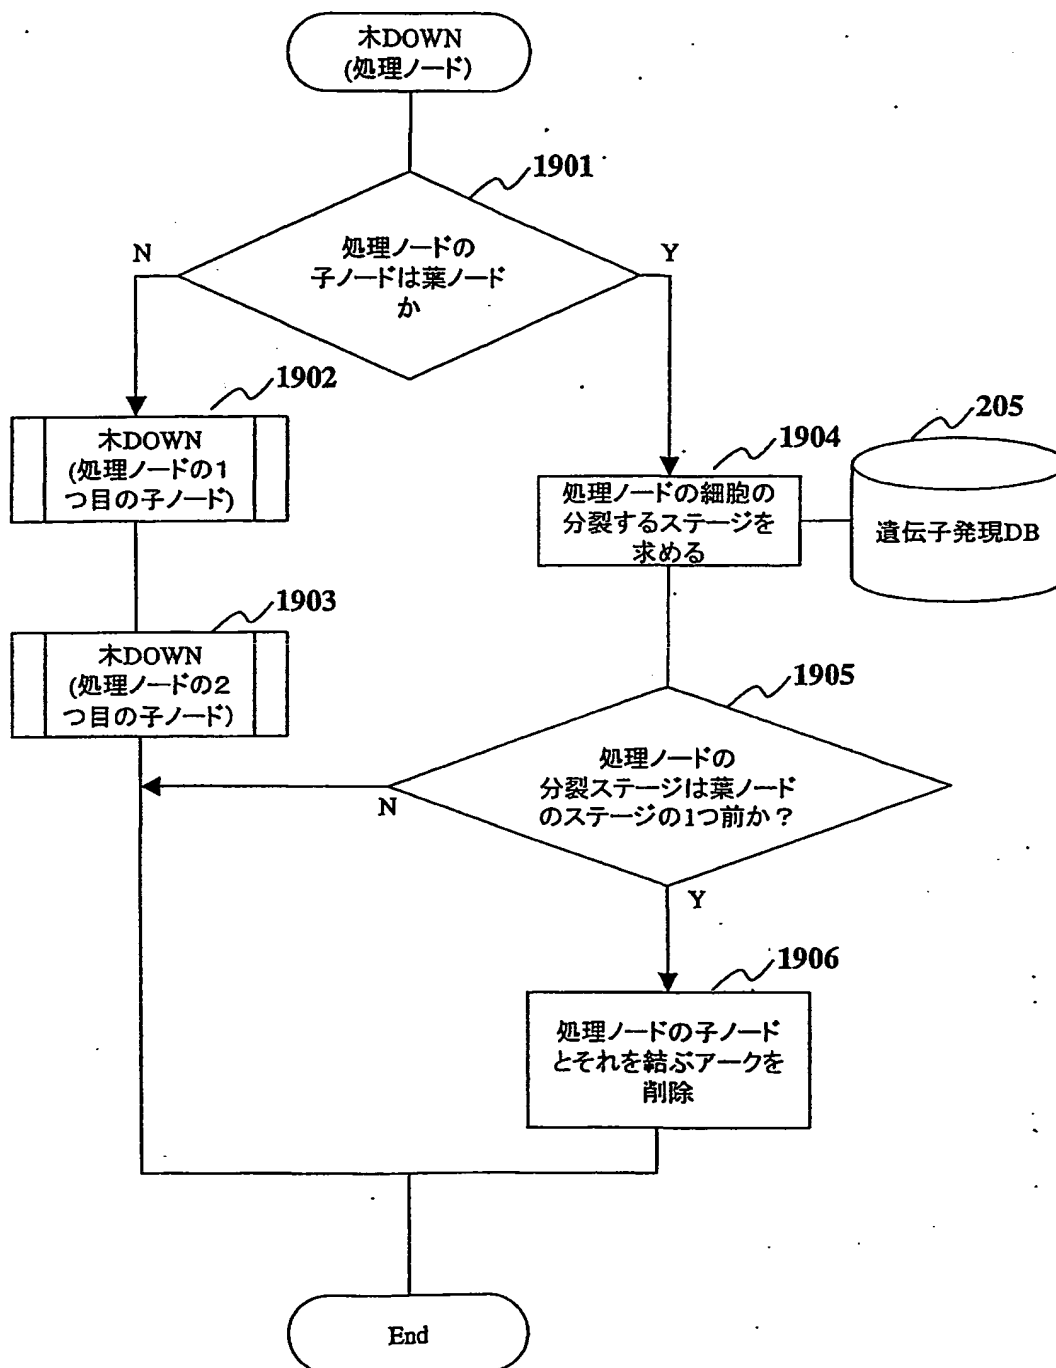 木DOWN
(処理ノード)
1901
処理ノードの
子ノードは葉ノード
か
N
Y
1902
木DOWN
(処理ノードの1
つ目の子ノード)
1904
処理ノードの細胞の
分裂するステージを
求める
205
遺伝子発現DB
1903
木DOWN
(処理ノードの2
つ目の子ノード)
1905
処理ノードの
分裂ステージは葉ノード
のステージの1つ前か？
N
Y
1906
処理ノードの子ノード
とそれを結ぶアークを
削除
End